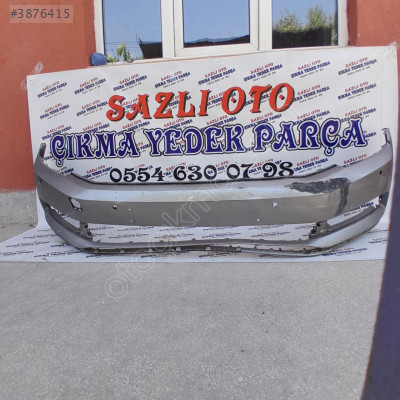 #3876415
SAZLI OTO
ÇIKMA YEDEK PARÇA
0554 630 07 98